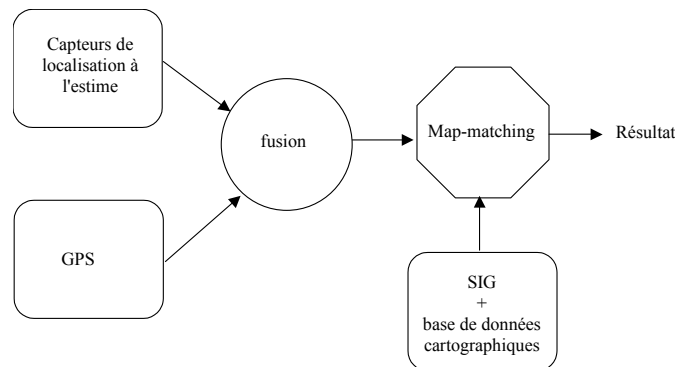 Capteurs de
localisation à
l'estime
fusion
Map-matching
Résultat
GPS
SIG
+
base de données
cartographiques